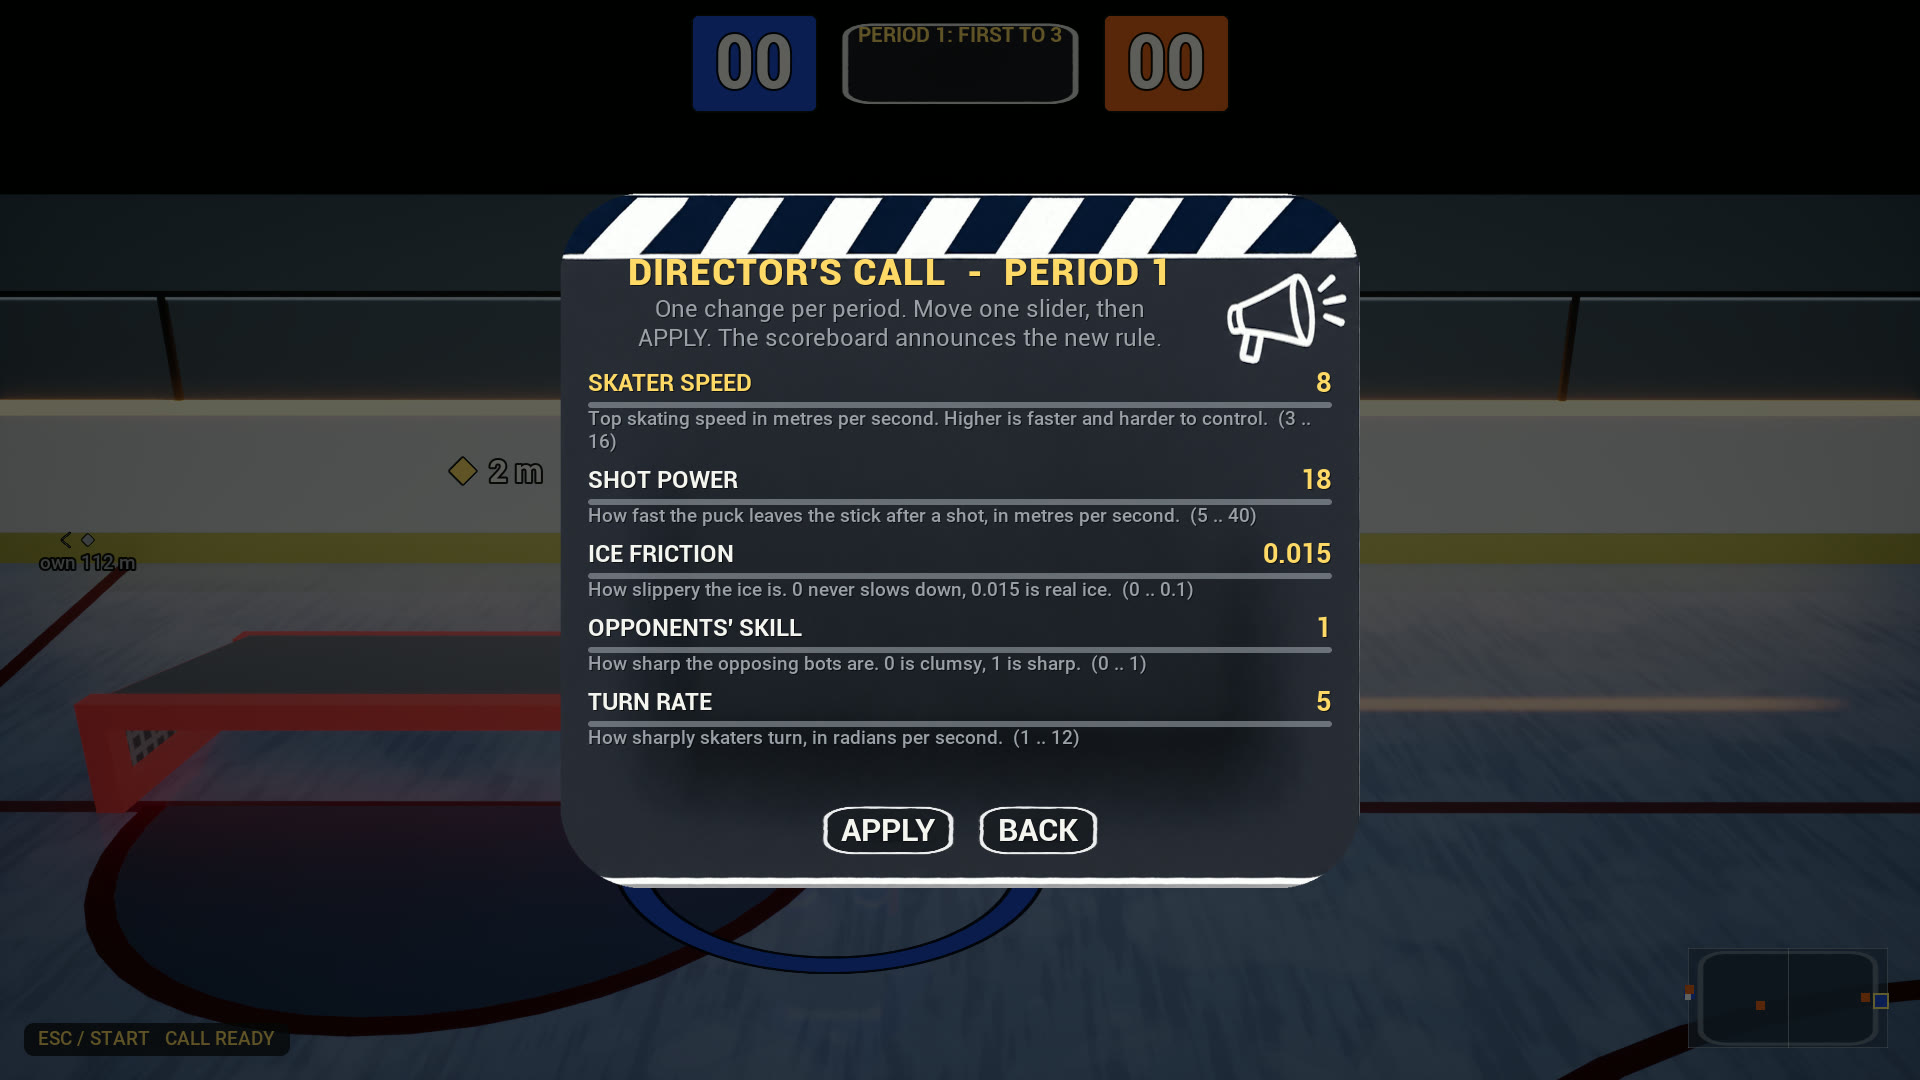 00
PERIOD 1: FIRST TO 3
00
DIRECTOR'S CALL - PERIOD 1
One change per period. Move one slider, then
APPLY. The scoreboard announces the new rule.
SKATER SPEED 8
Top skating speed in metres per second. Higher is faster and harder to control. (3 ..
16)
SHOT POWER 18
How fast the puck leaves the stick after a shot, in metres per second. (5 .. 40)
ICE FRICTION 0.015
How slippery the ice is. 0 never slows down, 0.015 is real ice. (0 .. 0.1)
OPPONENTS' SKILL 1
How sharp the opposing bots are. 0 is clumsy, 1 is sharp. (0 .. 1)
TURN RATE 5
How sharply skaters turn, in radians per second. (1 .. 12)
APPLY BACK
2 m
own 112 m
ESC / START CALL READY